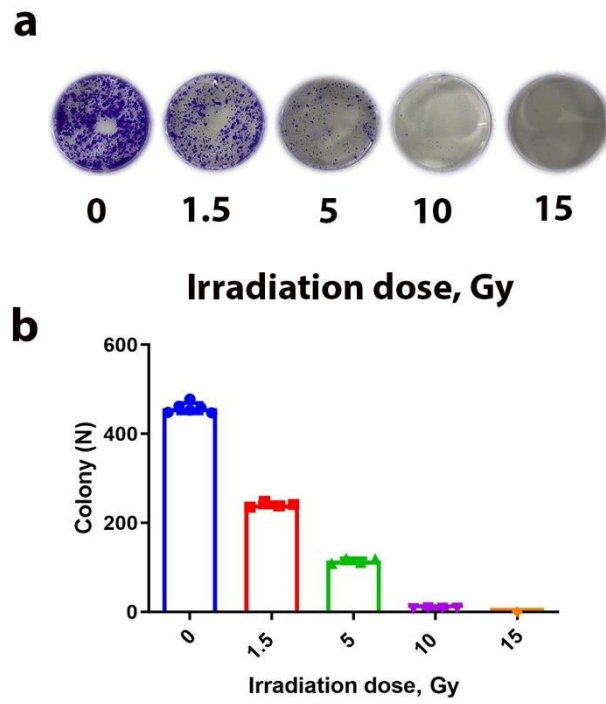 a
0 1.5 5 10 15
Irradiation dose, Gy
b
600
400
200
0
Colony (N)
0 1.5 5 10 15
Irradiation dose, Gy